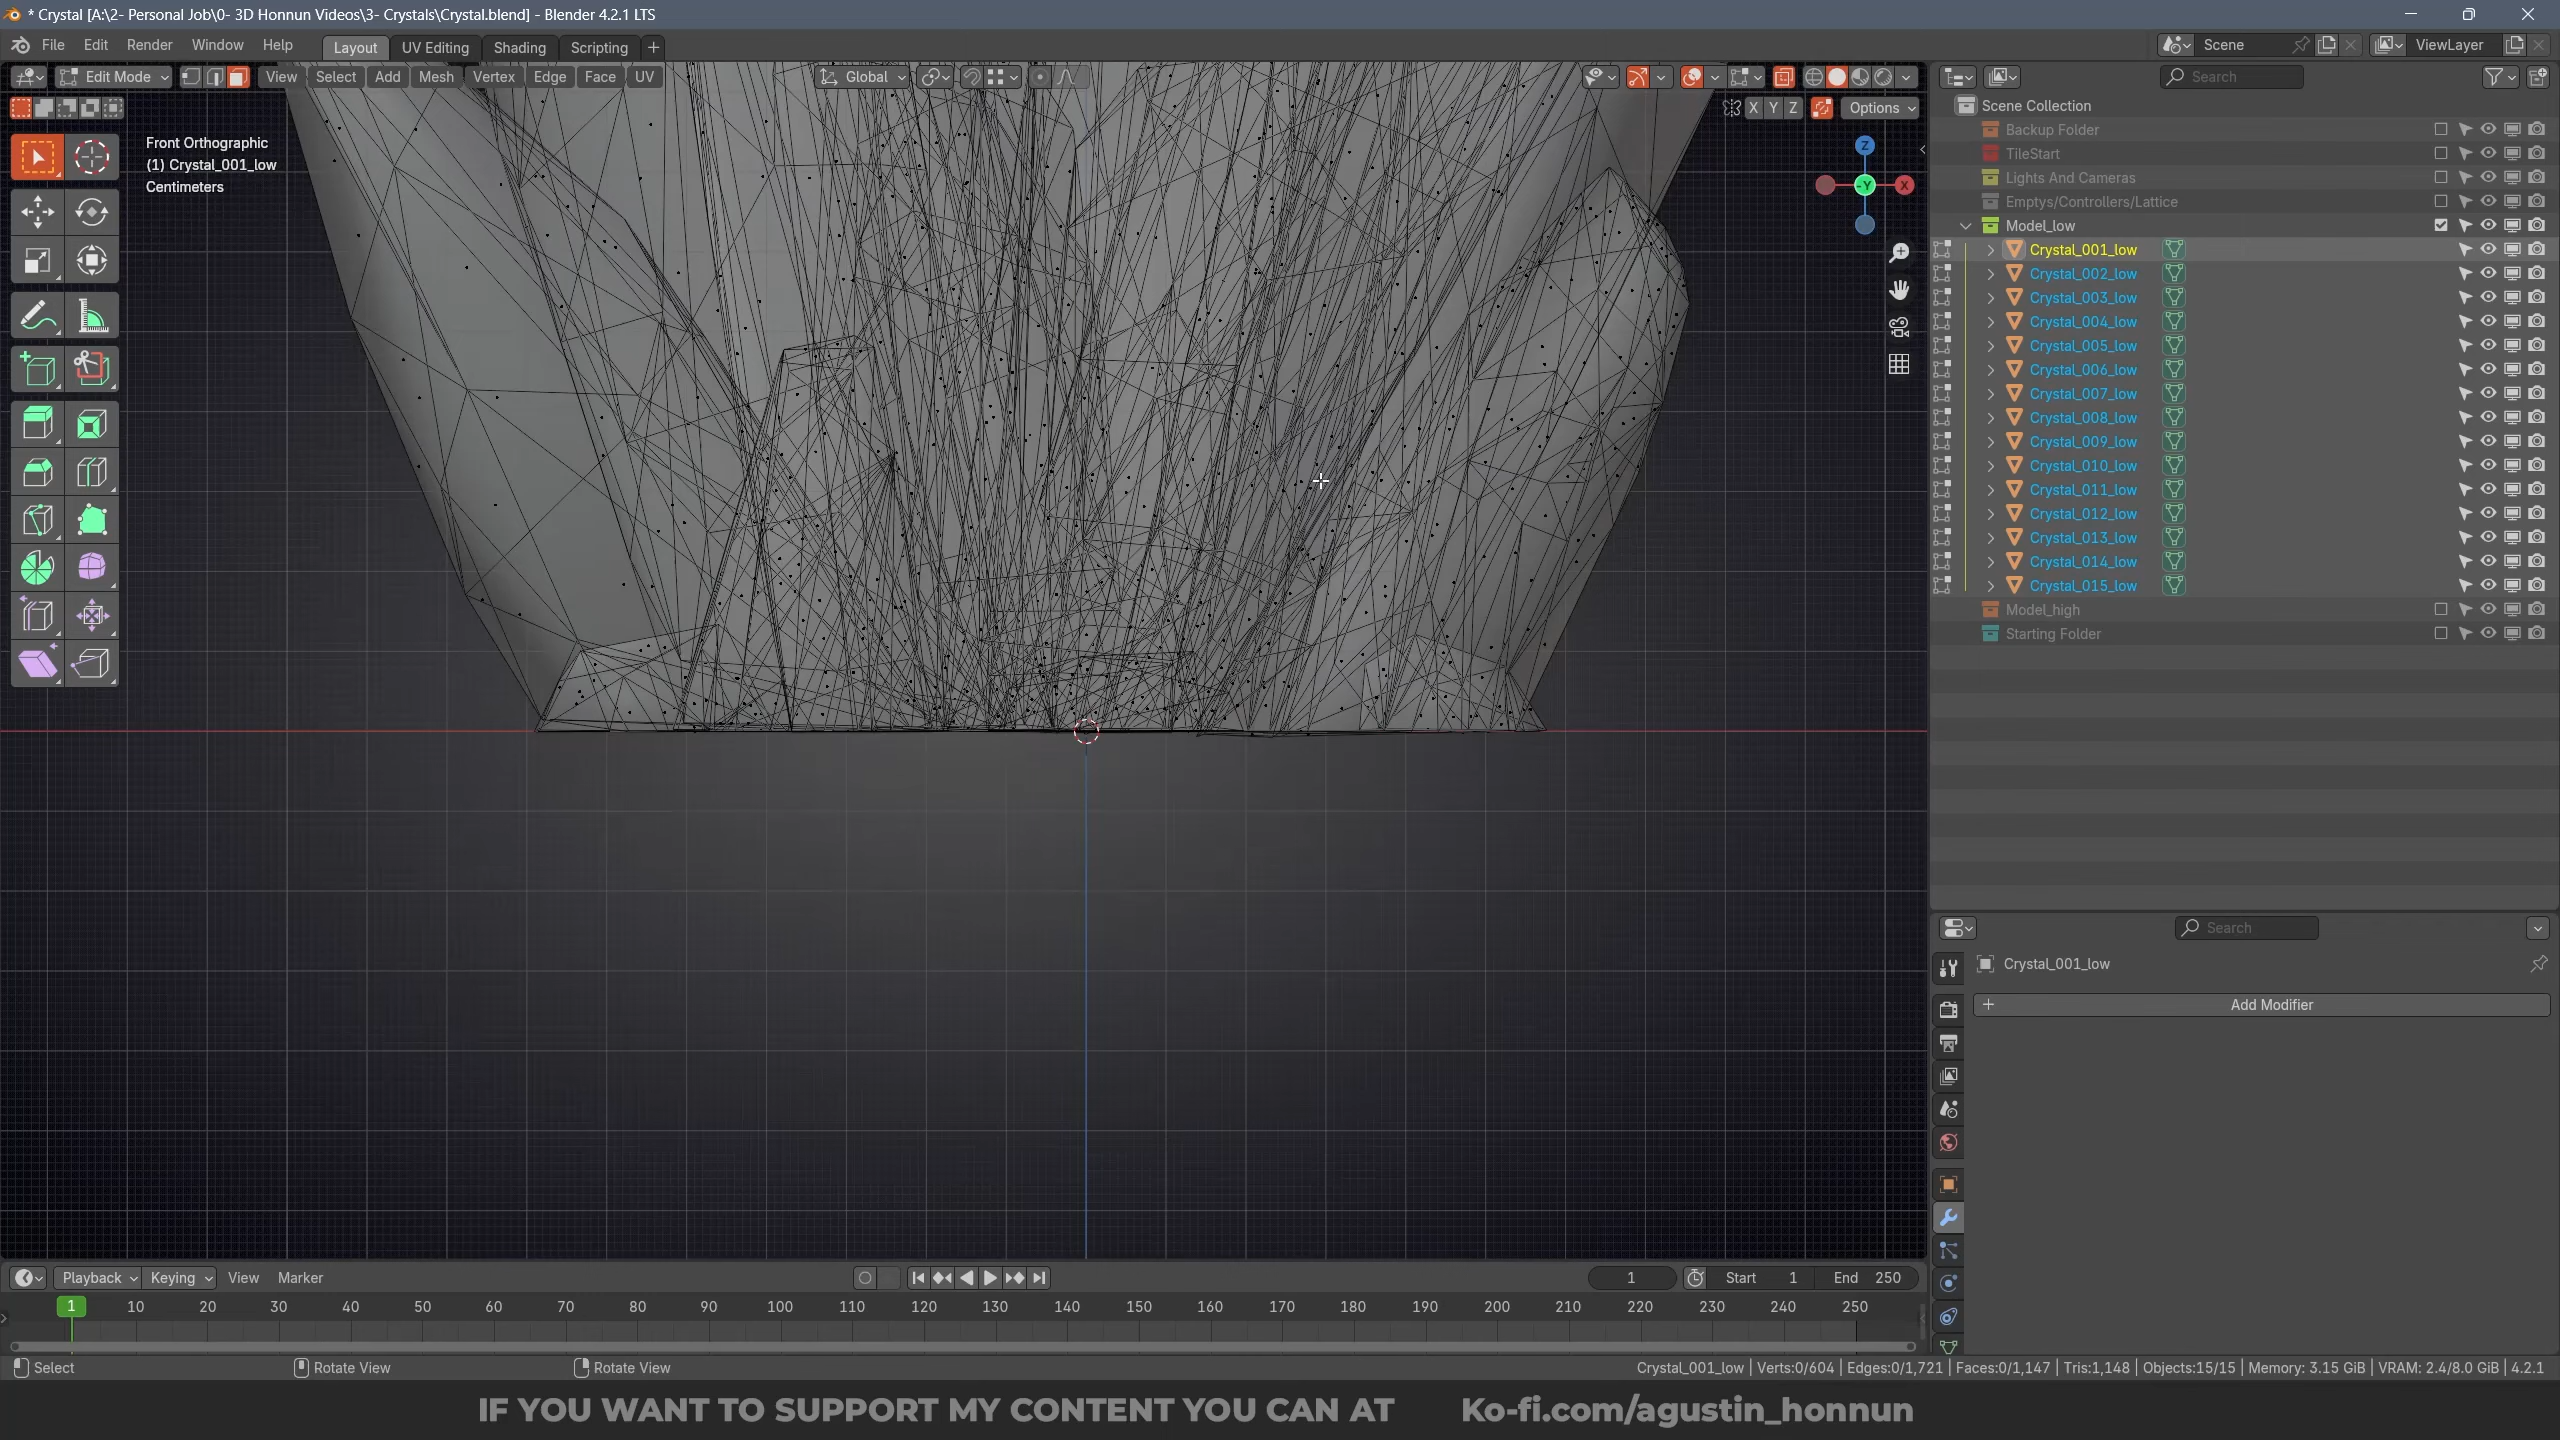 * Crystal [A:\2- Personal Job\0- 3D Honnun Videos\3- Crystals\Crystal.blend] - Blender 4.2.1 LTS
File Edit Render Window Help Layout UV Editing Shading Scripting + Scene ViewLayer
Edit Mode View Select Add Mesh Vertex Edge Face UV Global Search
X Y Z Options
Front Orthographic
(1) Crystal_001_low
Centimeters
Z
-Y X
Scene Collection
Backup Folder
TileStart
Lights And Cameras
Emptys/Controllers/Lattice
Model_low
Crystal_001_low
Crystal_002_low
Crystal_003_low
Crystal_004_low
Crystal_005_low
Crystal_006_low
Crystal_007_low
Crystal_008_low
Crystal_009_low
Crystal_010_low
Crystal_011_low
Crystal_012_low
Crystal_013_low
Crystal_014_low
Crystal_015_low
Model_high
Starting Folder
Search
Crystal_001_low
+ Add Modifier
Playback Keying View Marker 1 Start 1 End 250
1 10 20 30 40 50 60 70 80 90 100 110 120 130 140 150 160 170 180 190 200 210 220 230 240 250
Select Rotate View Rotate View Crystal_001_low | Verts:0/604 | Edges:0/1,721 | Faces:0/1,147 | Tris:1,148 | Objects:15/15 | Memory: 3.15 GiB | VRAM: 2.4/8.0 GiB | 4.2.1
IF YOU WANT TO SUPPORT MY CONTENT YOU CAN AT Ko-fi.com/agustin_honnun